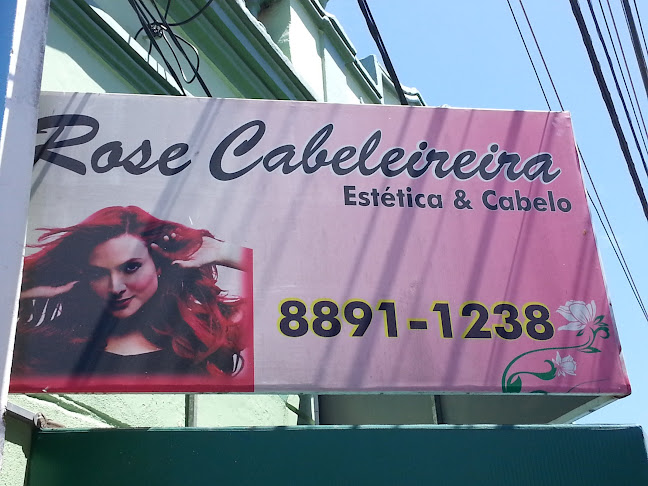 Rose Cabeleireira
Estética & Cabelo
8891-1238